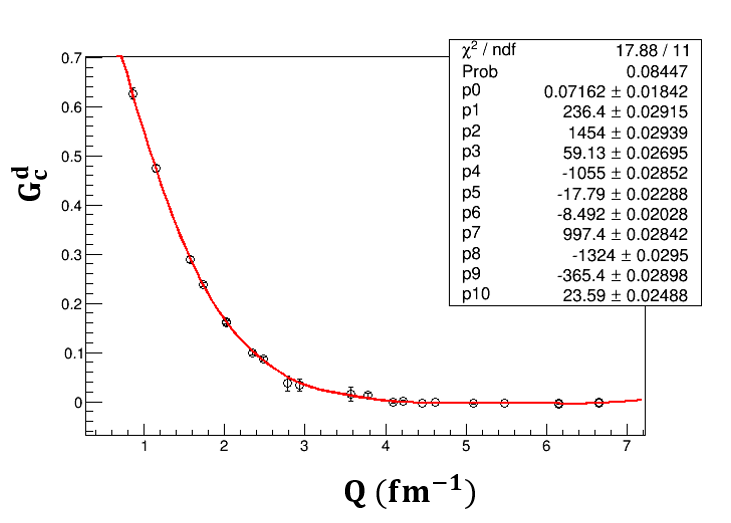 χ² / ndf 17.88 / 11
Prob 0.08447
p0 0.07162 ± 0.01842
p1 236.4 ± 0.02915
p2 1454 ± 0.02939
p3 59.13 ± 0.02695
p4 -1055 ± 0.02852
p5 -17.79 ± 0.02288
p6 -8.492 ± 0.02028
p7 997.4 ± 0.02842
p8 -1324 ± 0.0295
p9 -365.4 ± 0.02898
p10 23.59 ± 0.02488
0.7
0.6
0.5
0.4
0.3
0.2
0.1
0
G_c^d
1 2 3 4 5 6 7
Q (fm⁻¹)